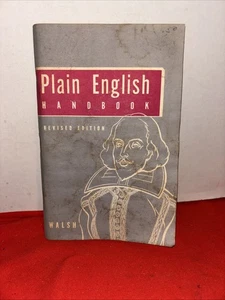 Plain English
HANDBOOK
REVISED EDITION
WALSH